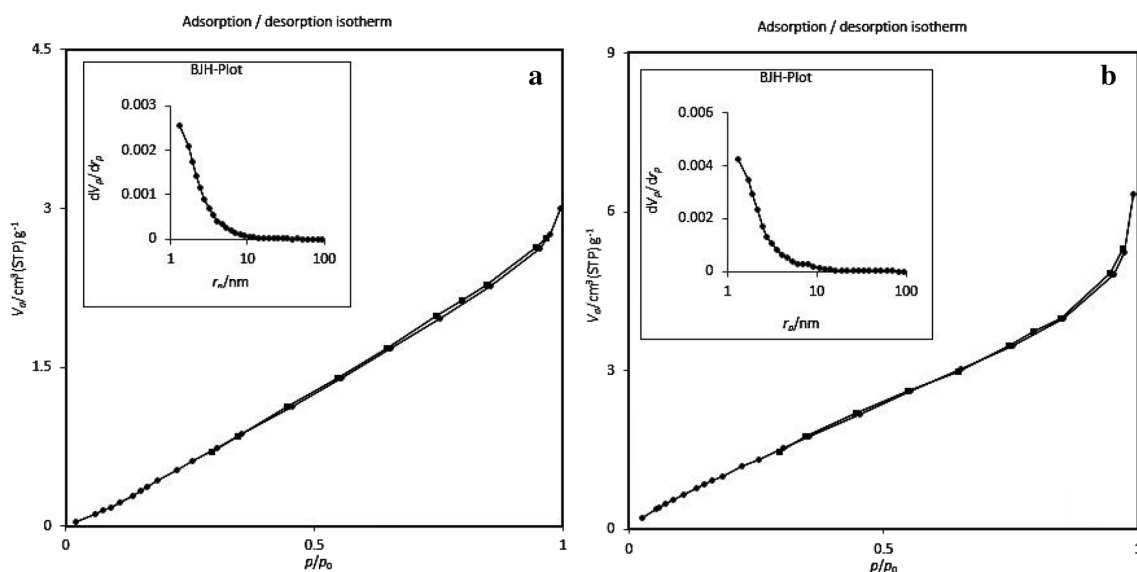 Adsorption / desorption isotherm
4.5
3
1.5
0
Vₐ/cm³(STP) g⁻¹
a
BJH-Plot
0.003
0.002
0.001
0
dVₚ/drₚ
1
10
100
rₚ/nm
0
0.5
1
p/p₀
Adsorption / desorption isotherm
9
6
3
0
Vₐ/cm³(STP) g⁻¹
b
BJH-Plot
0.006
0.004
0.002
0
dVₚ/drₚ
1
10
100
rₚ/nm
0
0.5
1
p/p₀